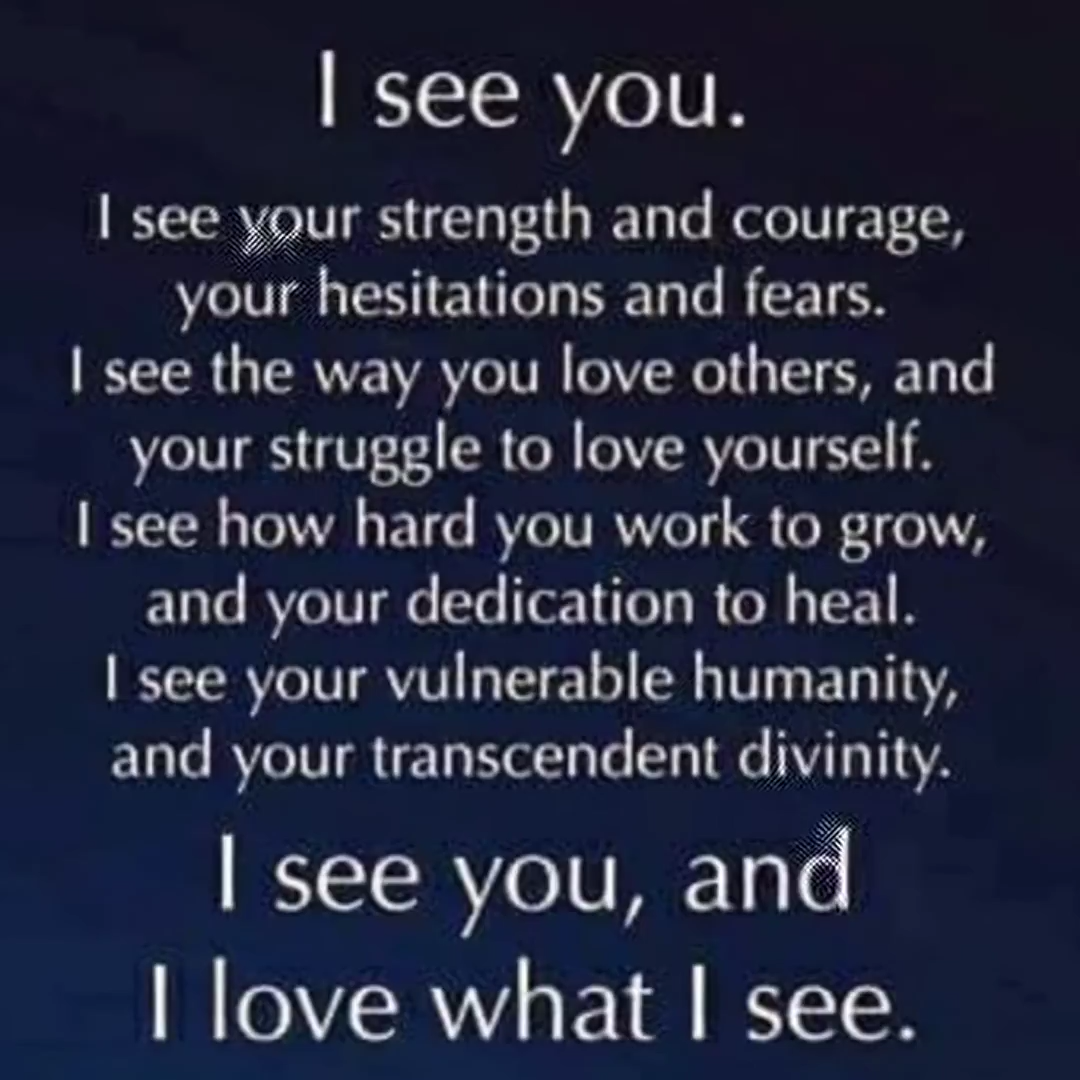 I see you.
I see your strength and courage,
your hesitations and fears.
I see the way you love others, and
your struggle to love yourself.
I see how hard you work to grow,
and your dedication to heal.
I see your vulnerable humanity,
and your transcendent divinity.
I see you, and
I love what I see.